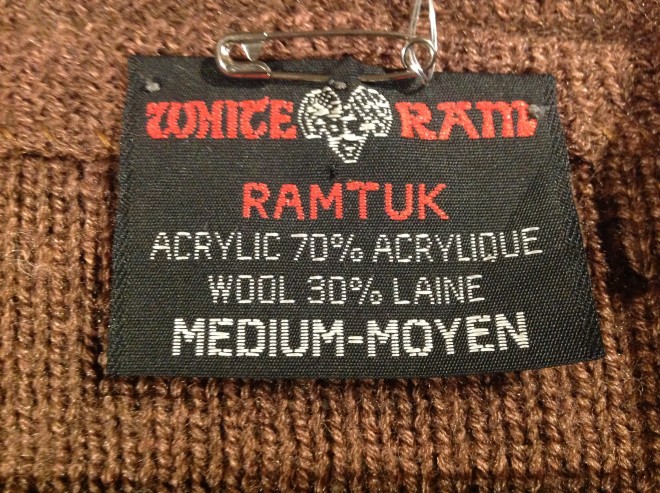 WHITE RAM
RAMTUK
ACRYLIC 70% ACRYLIQUE
WOOL 30% LAINE
MEDIUM-MOYEN